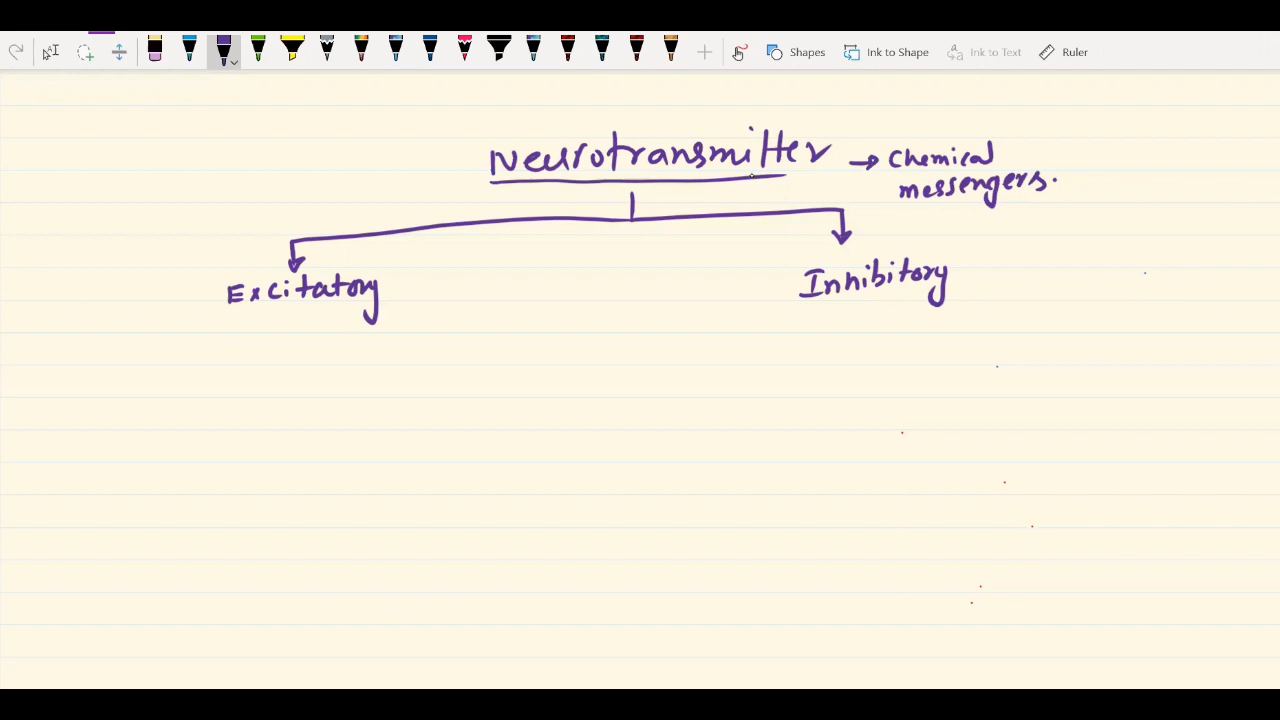 Shapes
Ink to Shape
Ink to Text
Ruler
Neurotransmitter → Chemical
messengers.
Excitatory
Inhibitory